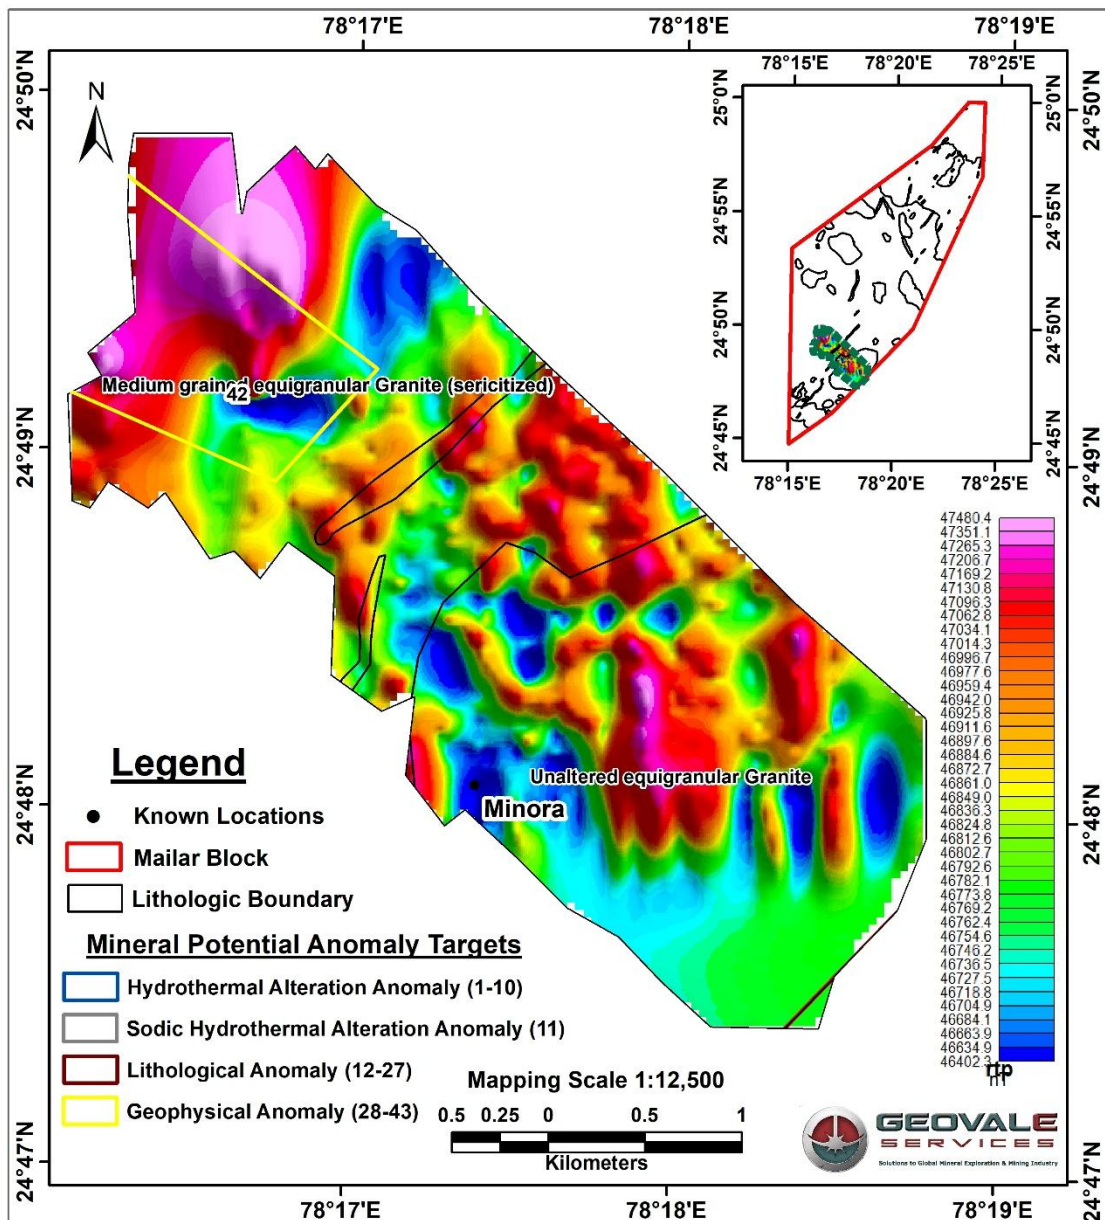 78°17'E
78°18'E
78°19'E
24°50'N
24°49'N
24°48'N
24°47'N
N
78°15'E
78°20'E
78°25'E
25°0'N
24°55'N
24°50'N
24°45'N
25°0'N
24°55'N
24°50'N
24°45'N
78°15'E
78°20'E
78°25'E
24°50'N
24°49'N
24°48'N
24°47'N
Medium grained equigranular Granite (sericitized)
42
Unaltered equigranular Granite
Minora
47480.4
47351.1
47265.3
47206.7
47169.2
47130.8
47096.3
47062.8
47034.1
47014.3
46996.7
46977.6
46959.4
46942.0
46925.8
46911.6
46897.6
46884.6
46872.7
46861.0
46849.0
46836.3
46824.8
46812.6
46802.7
46792.6
46782.1
46773.8
46769.2
46762.4
46754.6
46746.2
46736.5
46727.5
46718.8
46704.9
46684.1
46663.9
46634.9
46402.3
rtp
nT
Legend
Known Locations
Mailar Block
Lithologic Boundary
Mineral Potential Anomaly Targets
Hydrothermal Alteration Anomaly (1-10)
Sodic Hydrothermal Alteration Anomaly (11)
Lithological Anomaly (12-27)
Geophysical Anomaly (28-43)
Mapping Scale 1:12,500
0.5 0.25 0 0.5 1
Kilometers
GEOVALE
SERVICES
Solutions to Global Mineral Exploration & Mining Industry
78°17'E
78°18'E
78°19'E